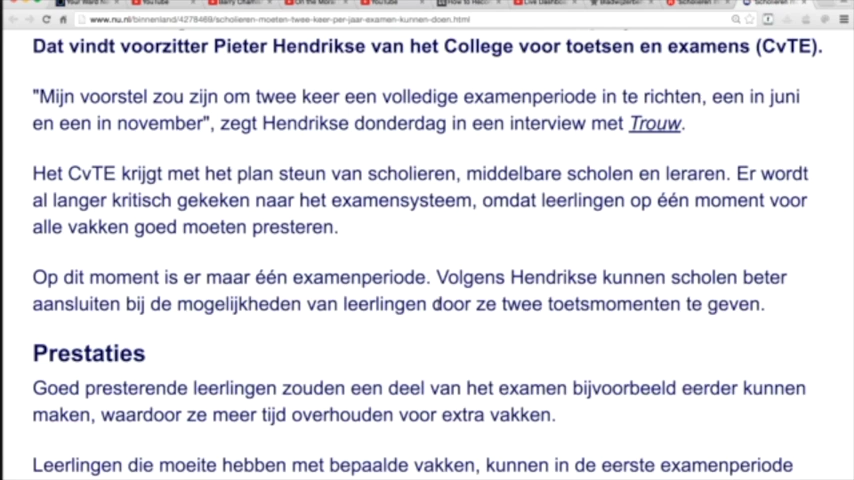 YouTube
YouTube
Live Dashbo
www.nu.nl/binnenland/4278469/scholieren-moeten-twee-keer-per-jaar-examen-kunnen-doen.html
Dat vindt voorzitter Pieter Hendrikse van het College voor toetsen en examens (CvTE).
"Mijn voorstel zou zijn om twee keer een volledige examenperiode in te richten, een in juni
en een in november", zegt Hendrikse donderdag in een interview met Trouw.
Het CvTE krijgt met het plan steun van scholieren, middelbare scholen en leraren. Er wordt
al langer kritisch gekeken naar het examensysteem, omdat leerlingen op één moment voor
alle vakken goed moeten presteren.
Op dit moment is er maar één examenperiode. Volgens Hendrikse kunnen scholen beter
aansluiten bij de mogelijkheden van leerlingen door ze twee toetsmomenten te geven.
Prestaties
Goed presterende leerlingen zouden een deel van het examen bijvoorbeeld eerder kunnen
maken, waardoor ze meer tijd overhouden voor extra vakken.
Leerlingen die moeite hebben met bepaalde vakken, kunnen in de eerste examenperiode